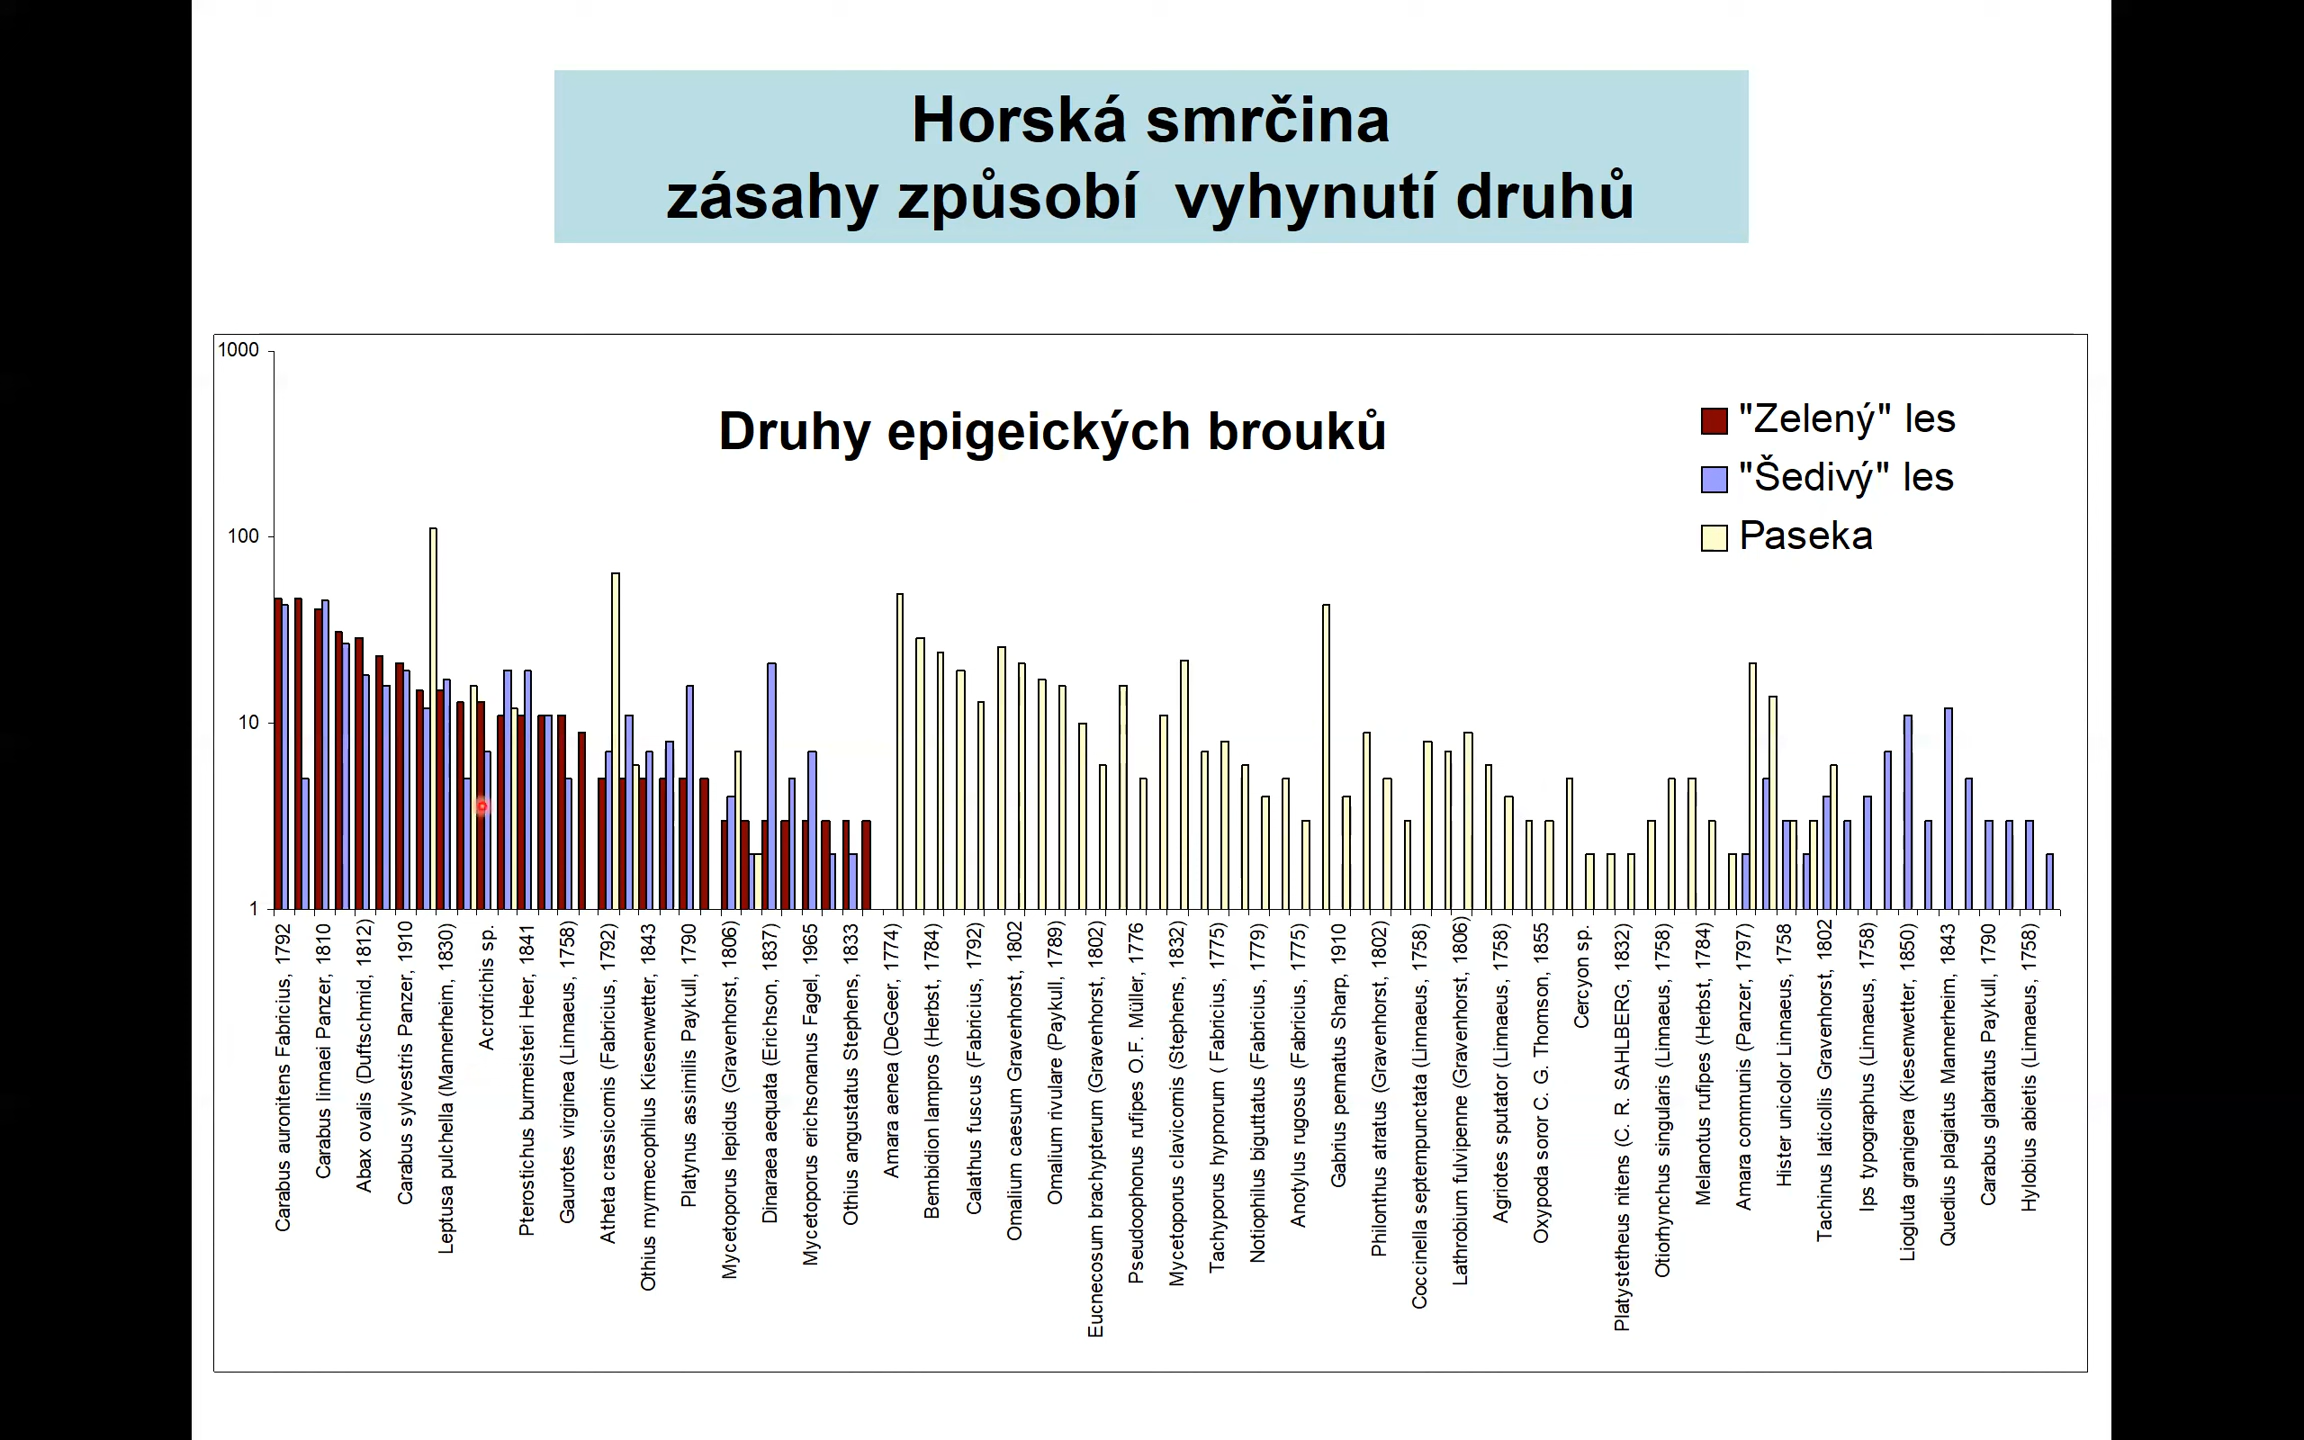 Horská smrčina
zásahy způsobí vyhynutí druhů
1000
100
10
1
Druhy epigeických brouků
"Zelený" les
"Šedivý" les
Paseka
Carabus auronitens Fabricius, 1792
Carabus linnaei Panzer, 1810
Abax ovalis (Duftschmid, 1812)
Carabus sylvestris Panzer, 1910
Leptusa pulchella (Mannerheim, 1830)
Acrotrichis sp.
Pterostichus burmeisteri Heer, 1841
Gaurotes virginea (Linnaeus, 1758)
Atheta crassicornis (Fabricius, 1792)
Othius myrmecophilus Kiesenwetter, 1843
Platynus assimilis Paykull, 1790
Mycetoporus lepidus (Gravenhorst, 1806)
Dinaraea aequata (Erichson, 1837)
Mycetoporus erichsonanus Fagel, 1965
Othius angustatus Stephens, 1833
Amara aenea (DeGeer, 1774)
Bembidion lampros (Herbst, 1784)
Calathus fuscus (Fabricius, 1792)
Omalium caesum Gravenhorst, 1802
Omalium rivulare (Paykull, 1789)
Eucnecosum brachypterum (Gravenhorst, 1802)
Pseudoophonus rufipes O.F. Müller, 1776
Mycetoporus clavicornis (Stephens, 1832)
Tachyporus hypnorum ( Fabricius, 1775)
Notiophilus biguttatus (Fabricius, 1779)
Anotylus rugosus (Fabricius, 1775)
Gabrius pennatus Sharp, 1910
Philonthus atratus (Gravenhorst, 1802)
Coccinella septempunctata (Linnaeus, 1758)
Lathrobium fulvipenne (Gravenhorst, 1806)
Agriotes sputator (Linnaeus, 1758)
Oxypoda soror C. G. Thomson, 1855
Cercyon sp.
Platystetheus nitens (C. R. SAHLBERG, 1832)
Otiorhynchus singularis (Linnaeus, 1758)
Melanotus rufipes (Herbst, 1784)
Amara communis (Panzer, 1797)
Hister unicolor Linnaeus, 1758
Tachinus laticollis Gravenhorst, 1802
Ips typographus (Linnaeus, 1758)
Liogluta granigera (Kiesenwetter, 1850)
Quedius plagiatus Mannerheim, 1843
Carabus glabratus Paykull, 1790
Hylobius abietis (Linnaeus, 1758)